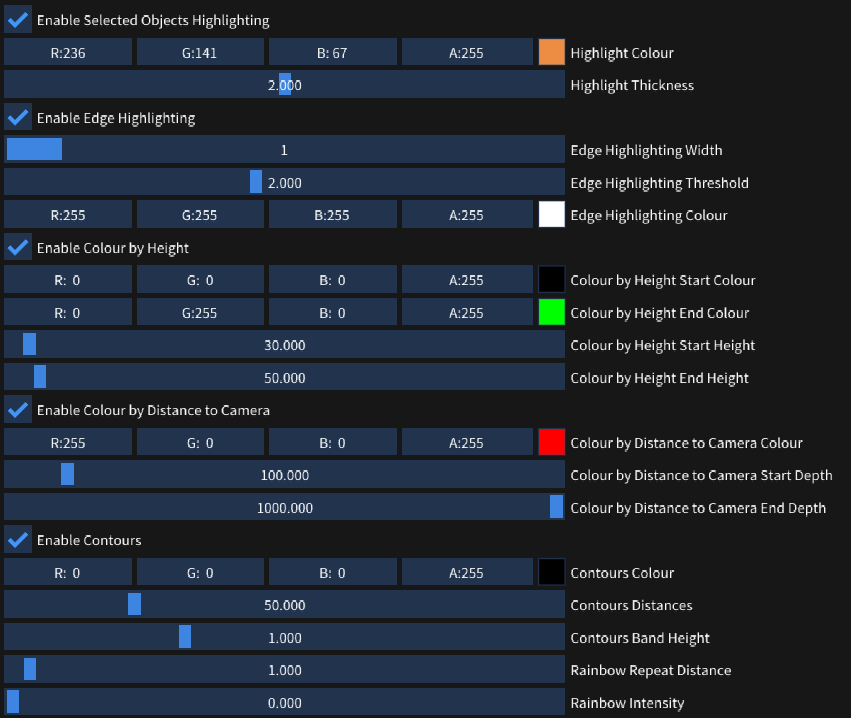 Enable Selected Objects Highlighting
R:236 G:141 B: 67 A:255 Highlight Colour
2.000 Highlight Thickness
Enable Edge Highlighting
1 Edge Highlighting Width
2.000 Edge Highlighting Threshold
R:255 G:255 B:255 A:255 Edge Highlighting Colour
Enable Colour by Height
R: 0 G: 0 B: 0 A:255 Colour by Height Start Colour
R: 0 G:255 B: 0 A:255 Colour by Height End Colour
30.000 Colour by Height Start Height
50.000 Colour by Height End Height
Enable Colour by Distance to Camera
R:255 G: 0 B: 0 A:255 Colour by Distance to Camera Colour
100.000 Colour by Distance to Camera Start Depth
1000.000 Colour by Distance to Camera End Depth
Enable Contours
R: 0 G: 0 B: 0 A:255 Contours Colour
50.000 Contours Distances
1.000 Contours Band Height
1.000 Rainbow Repeat Distance
0.000 Rainbow Intensity